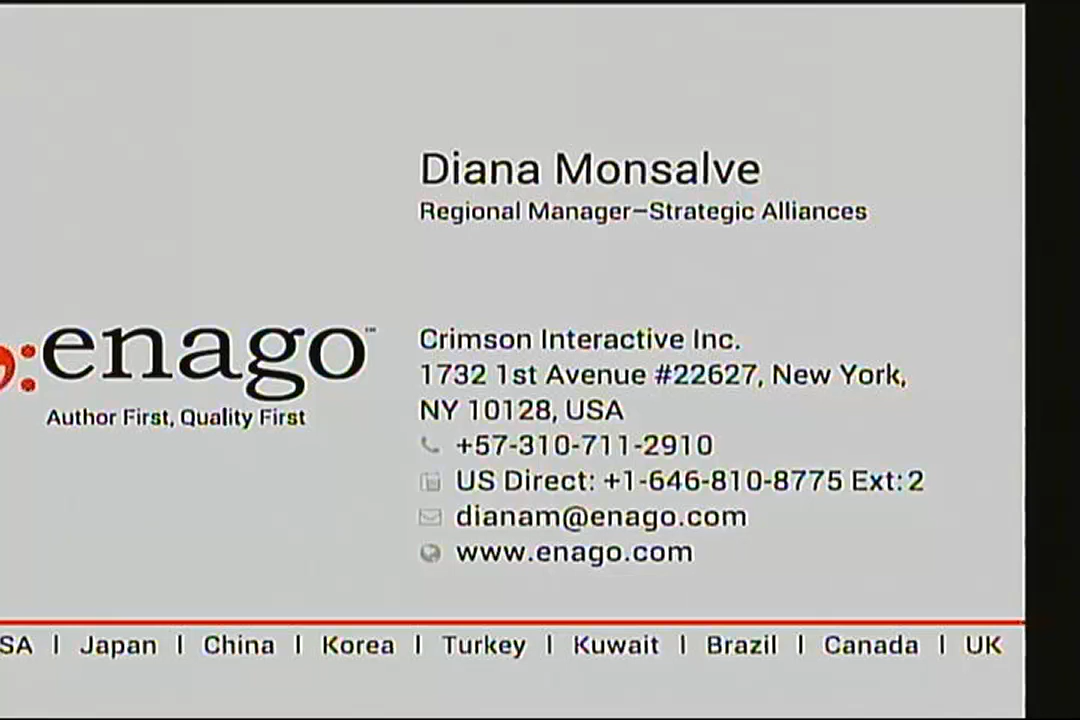 Diana Monsalve
Regional Manager–Strategic Alliances
enago™
Author First, Quality First
Crimson Interactive Inc.
1732 1st Avenue #22627, New York,
NY 10128, USA
+57-310-711-2910
US Direct: +1-646-810-8775 Ext:2
dianam@enago.com
www.enago.com
SA | Japan | China | Korea | Turkey | Kuwait | Brazil | Canada | UK